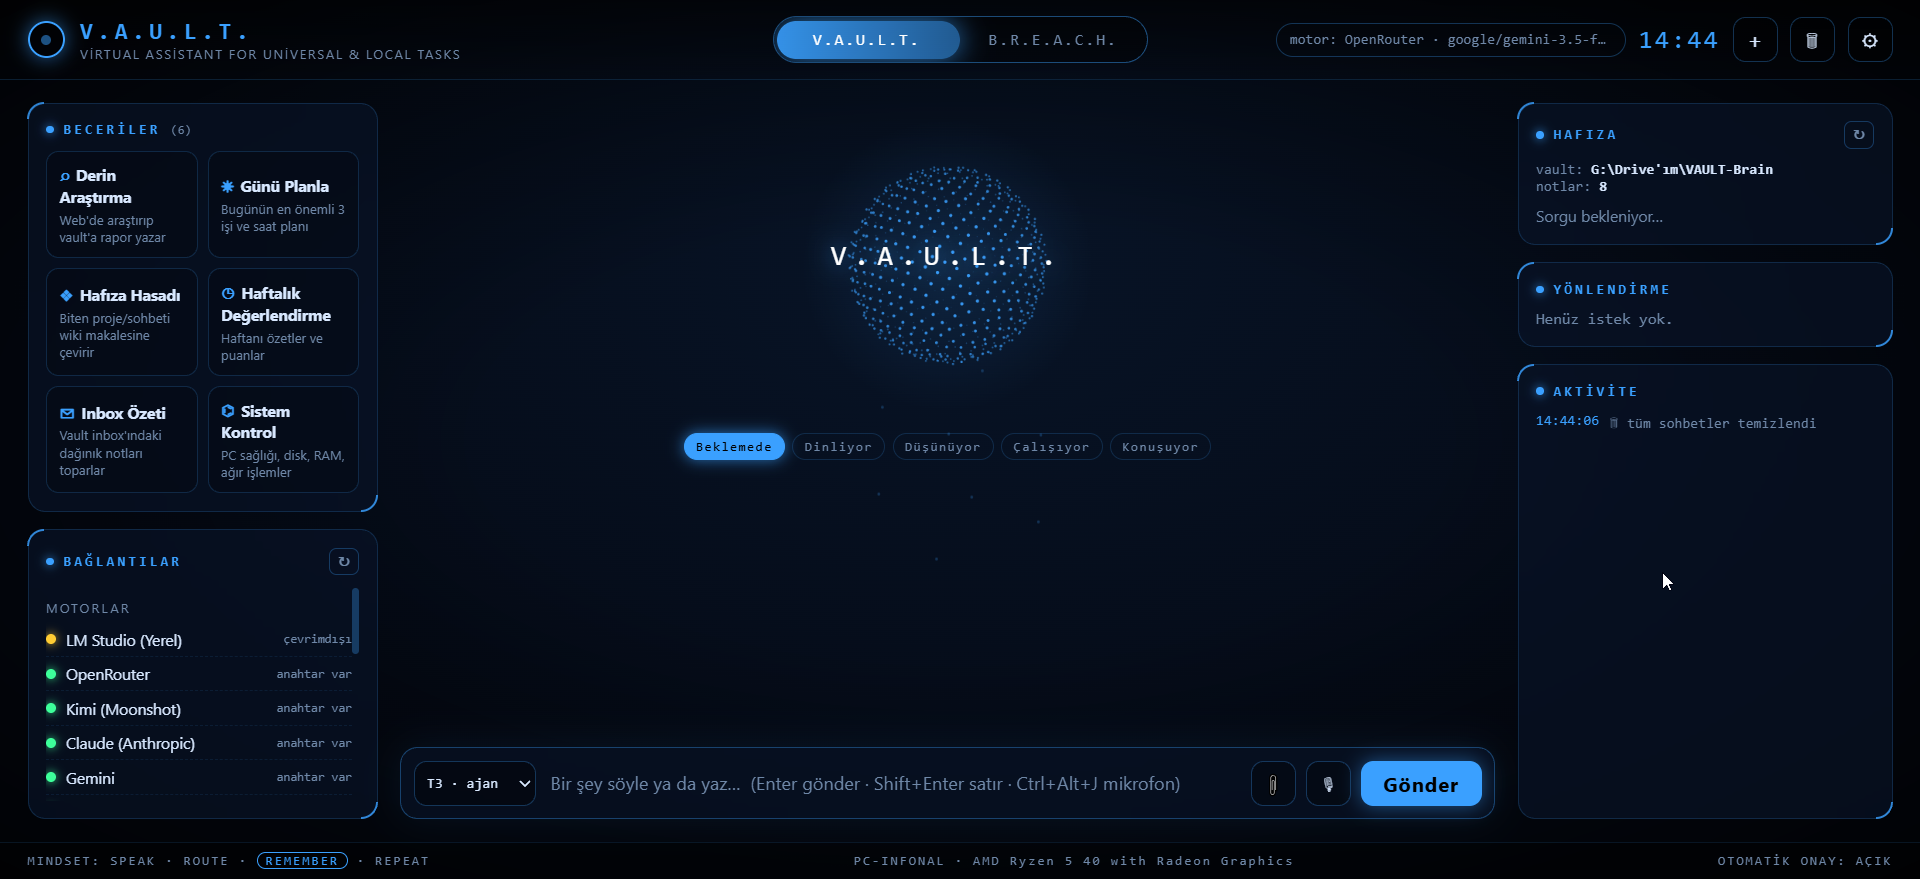 V.A.U.L.T.
VİRTUAL ASSİSTANT FOR UNİVERSAL & LOCAL TASKS
V.A.U.L.T.
B.R.E.A.C.H.
motor: OpenRouter · google/gemini-3.5-f…
14:44
BECERİLER (6)
Derin Araştırma
Web'de araştırıp
vault'a rapor yazar
Günü Planla
Bugünün en önemli 3
işi ve saat planı
Hafıza Hasadı
Biten proje/sohbeti
wiki makalesine
çevirir
Haftalık
Değerlendirme
Haftanı özetler ve
puanlar
Inbox Özeti
Vault inbox'ındaki
dağınık notları
toparlar
Sistem
Kontrol
PC sağlığı, disk, RAM,
ağır işlemler
BAĞLANTILAR
MOTORLAR
LM Studio (Yerel) çevrimdışı
OpenRouter anahtar var
Kimi (Moonshot) anahtar var
Claude (Anthropic) anahtar var
Gemini anahtar var
V.A.U.L.T.
Beklemede
Dinliyor
Düşünüyor
Çalışıyor
Konuşuyor
T3 · ajan
Bir şey söyle ya da yaz... (Enter gönder · Shift+Enter satır · Ctrl+Alt+J mikrofon)
Gönder
HAFIZA
vault: G:\Drive'ım\VAULT-Brain
notlar: 8
Sorgu bekleniyor...
YÖNLENDİRME
Henüz istek yok.
AKTİVİTE
14:44:06 tüm sohbetler temizlendi
MINDSET: SPEAK · ROUTE · REMEMBER · REPEAT
PC-INFONAL · AMD Ryzen 5 40 with Radeon Graphics
OTOMATİK ONAY: AÇIK